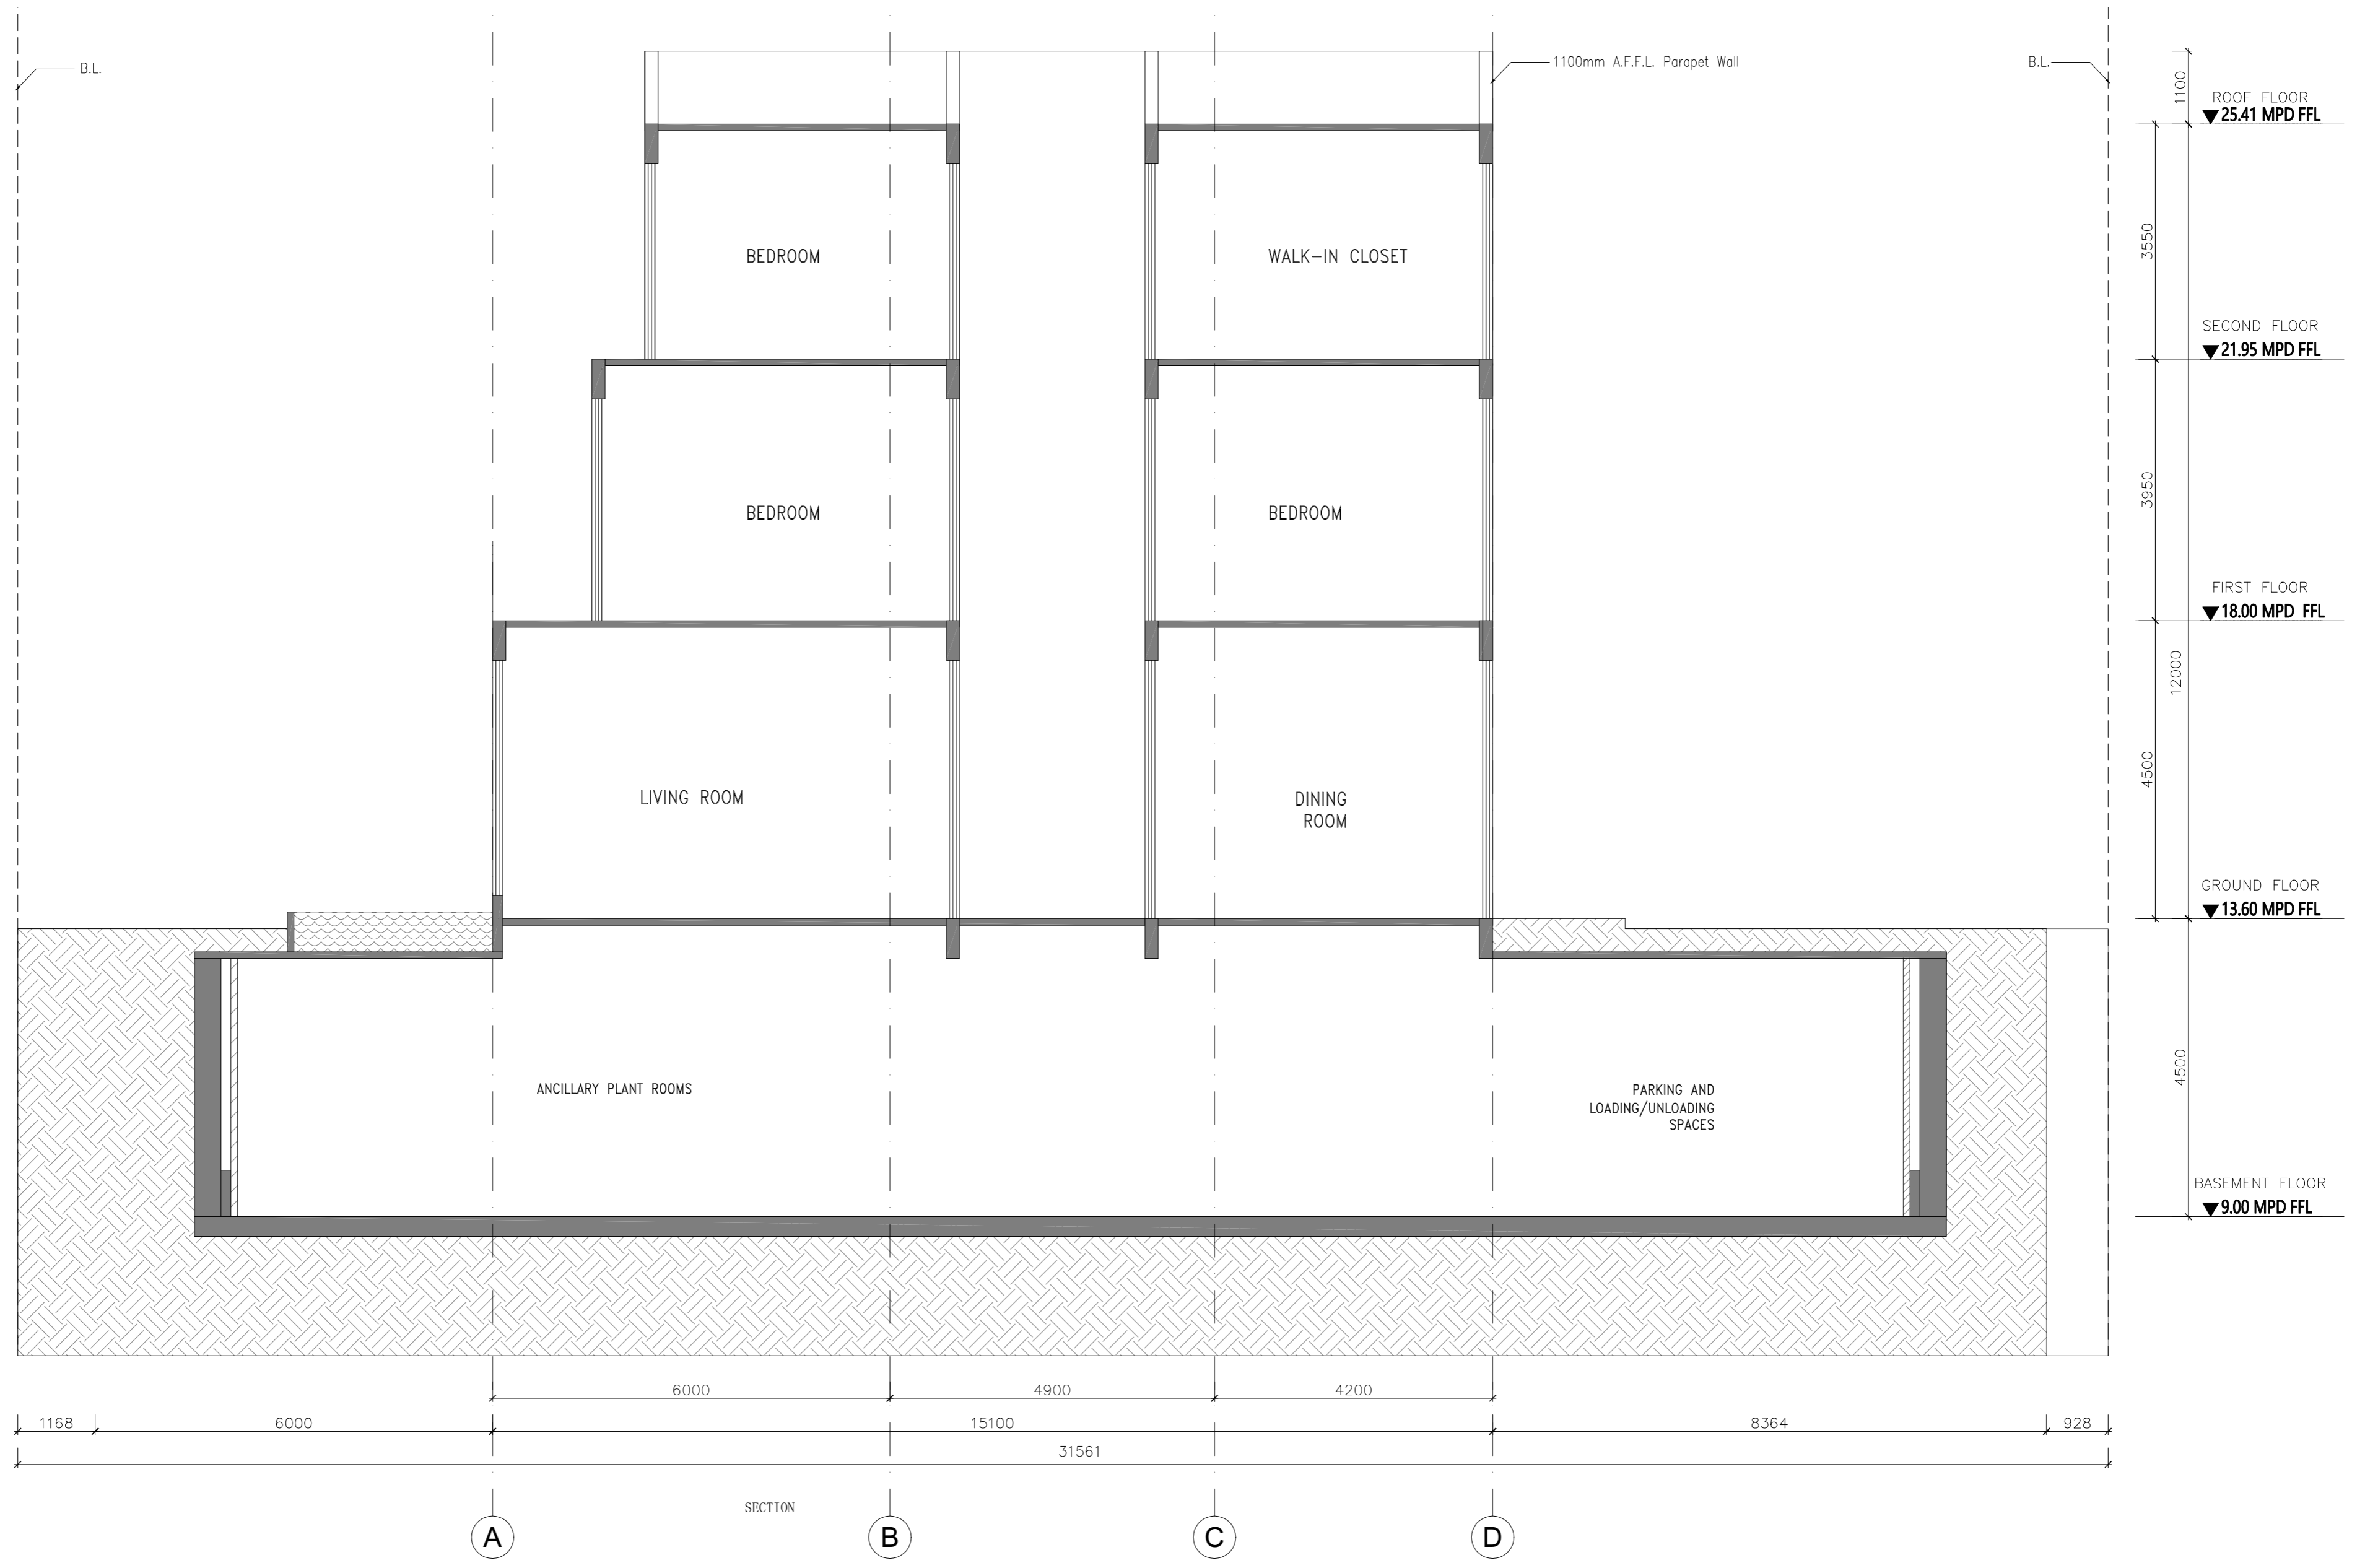 B.L.
1100mm A.F.F.L. Parapet Wall
B.L.
1100
ROOF FLOOR
25.41 MPD FFL
BEDROOM
WALK-IN CLOSET
3550
SECOND FLOOR
21.95 MPD FFL
BEDROOM
BEDROOM
3950
FIRST FLOOR
18.00 MPD FFL
12000
LIVING ROOM
DINING
ROOM
4500
GROUND FLOOR
13.60 MPD FFL
ANCILLARY PLANT ROOMS
PARKING AND
LOADING/UNLOADING
SPACES
4500
BASEMENT FLOOR
9.00 MPD FFL
6000 4900 4200
1168 6000 15100 8364 928
31561
SECTION
A B C D